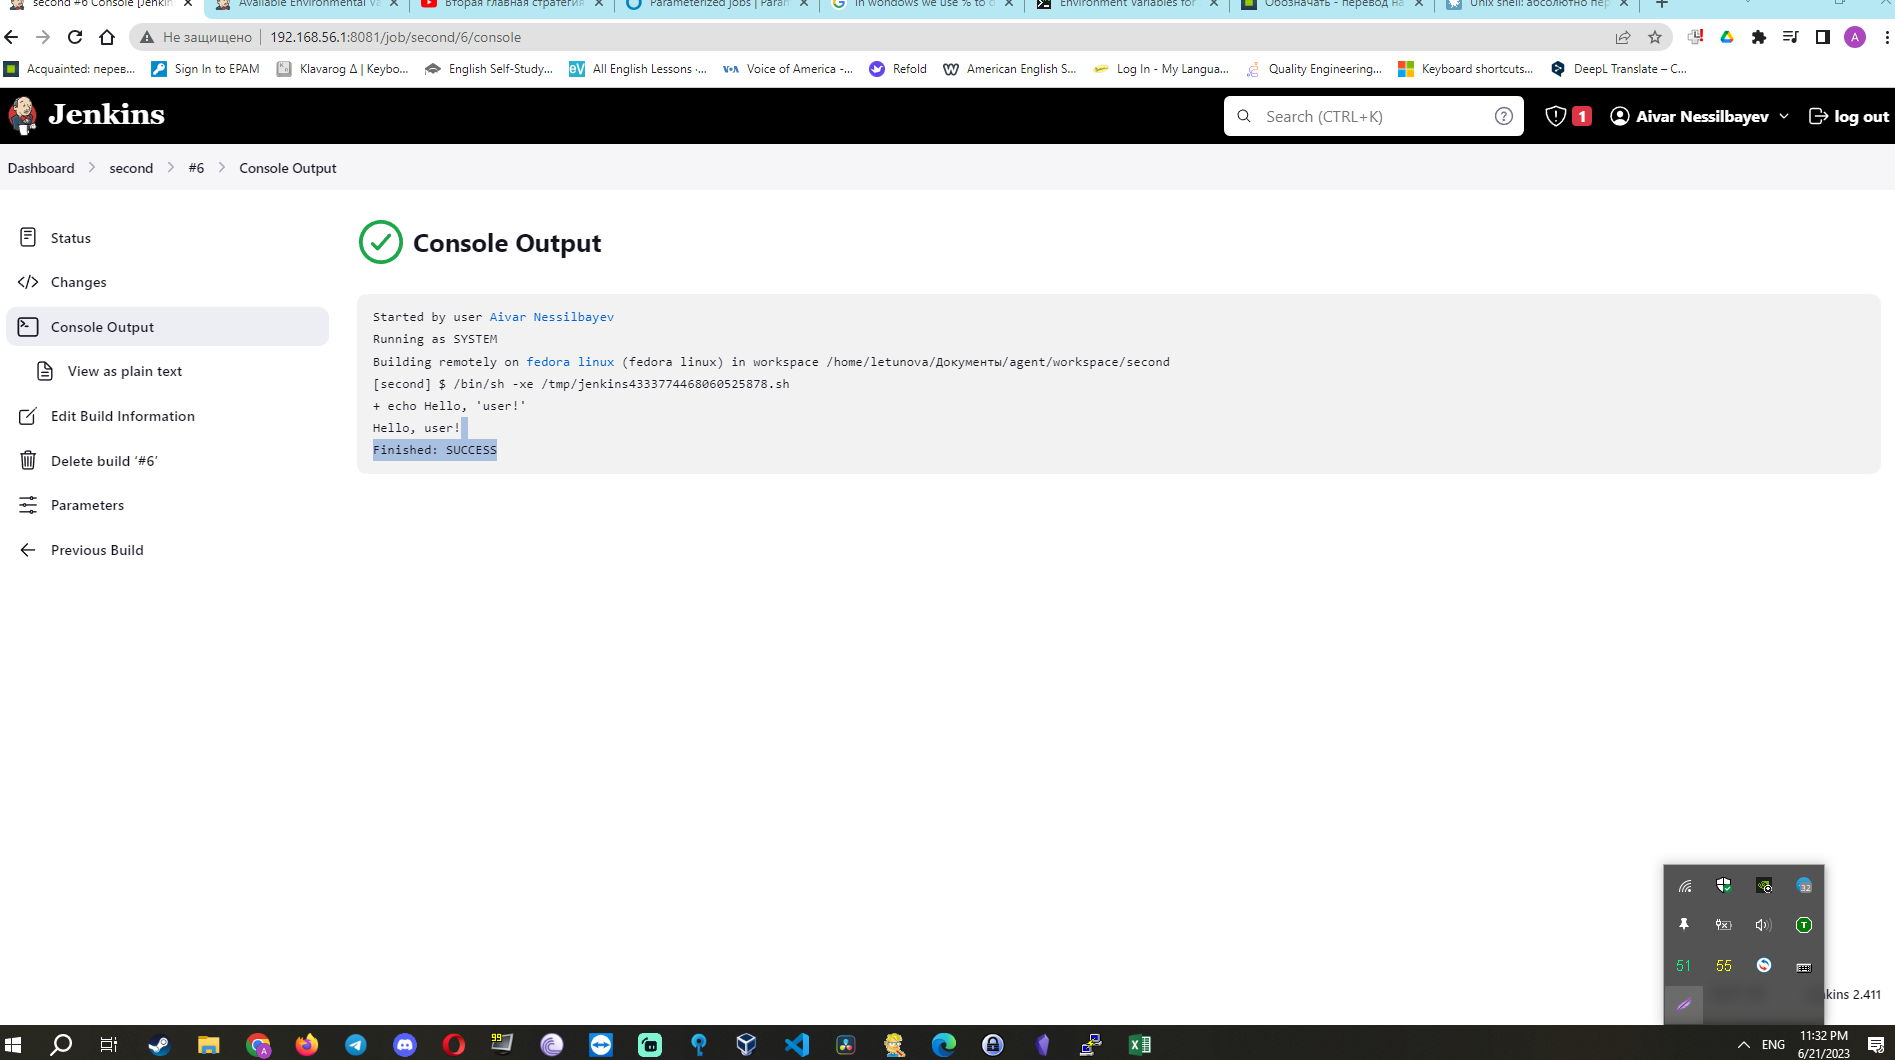 second #6 Console [Jenkin
Available Environmental Va
Вторая главная стратегия
Parameterized Jobs | Param
In wondows we use % to d
Environment Variables for
Обозначать - перевод на
Unix shell: абсолютно пер
Не защищено
192.168.56.1:8081/job/second/6/console
A
Acquainted: перев...
Sign In to EPAM
Klavarog Δ | Keybo...
English Self-Study...
eV
All English Lessons ·...
VOA
Voice of America -...
Refold
W
American English S...
Log In - My Langua...
Quality Engineering...
Keyboard shortcuts...
DeepL Translate – C...
Jenkins
Search (CTRL+K)
?
1
Aivar Nessilbayev
log out
Dashboard
second
#6
Console Output
Status
Changes
Console Output
View as plain text
Edit Build Information
Delete build ‘#6’
Parameters
Previous Build
Console Output
Started by user Aivar Nessilbayev
Running as SYSTEM
Building remotely on fedora linux (fedora linux) in workspace /home/letunova/Документы/agent/workspace/second
[second] $ /bin/sh -xe /tmp/jenkins4333774468060525878.sh
+ echo Hello, 'user!'
Hello, user!
Finished: SUCCESS
32
T
51
55
kins 2.411
A
99
ENG
11:32 PM
6/21/2023